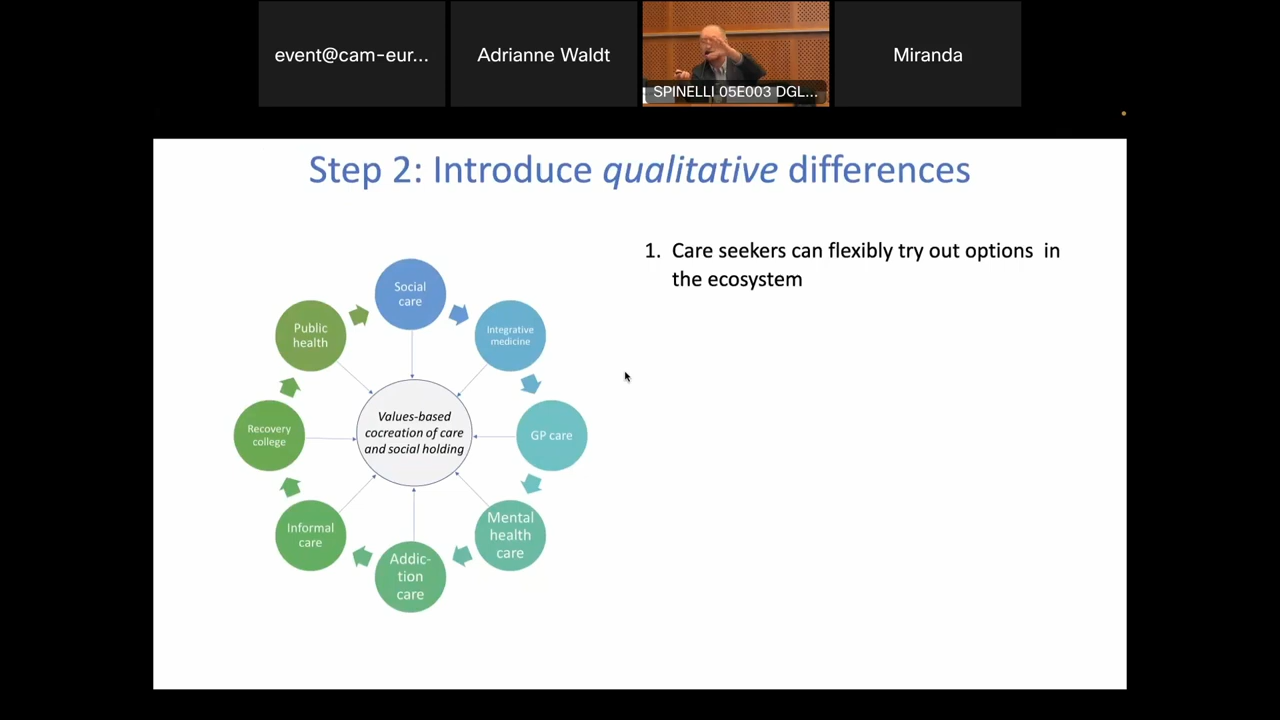 event@cam-eur...
Adrianne Waldt
SPINELLI 05E003 DGL...
Miranda
Step 2: Introduce qualitative differences
1. Care seekers can flexibly try out options in
the ecosystem
Social
care
Integrative
medicine
GP care
Mental
health
care
Addic-
tion
care
Informal
care
Recovery
college
Public
health
Values-based
cocreation of care
and social holding